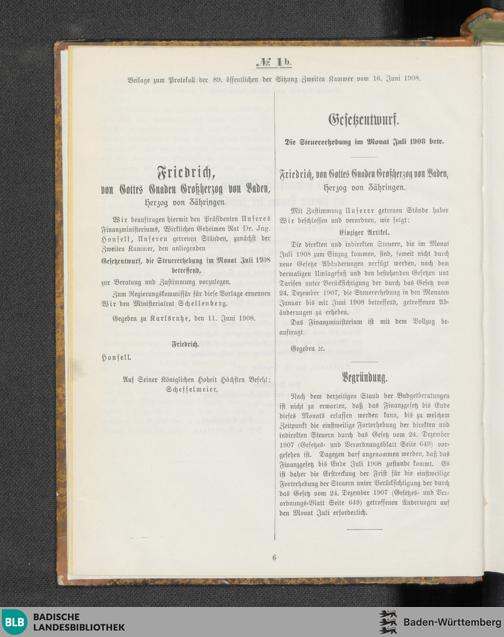 № 1b.
Beilage zum Protokoll der 89. öffentlichen der Sitzung Zweiten Kammer vom 16. Juni 1908.
Friedrich,
von Gottes Gnaden Großherzog von Baden,
Herzog von Zähringen.
Wir beauftragen hiermit den Präsidenten Unseres
Finanzministeriums, Wirklichen Geheimen Rat Dr. Ing.
Honsell, Unseren getreuen Ständen, zunächst der
Zweiten Kammer, den anliegenden
Gesetzentwurf, die Steuererhebung im Monat Juli 1908
betreffend,
zur Beratung und Zustimmung vorzulegen.
Zum Regierungskommissär für diese Vorlage ernennen
Wir den Ministerialrat Schellenberg.
Gegeben zu Karlsruhe, den 11. Juni 1908.
Friedrich.
Honsell.
Auf Seiner Königlichen Hoheit Höchsten Befehl:
Scheffelmeier.
Gesetzentwurf.
Die Steuererhebung im Monat Juli 1908 betr.
Friedrich, von Gottes Gnaden Großherzog von Baden,
Herzog von Zähringen.
Mit Zustimmung Unserer getreuen Stände haben
Wir beschlossen und verordnen, wie folgt:
Einziger Artikel.
Die direkten und indirekten Steuern, die im Monat
Juli 1908 zum Einzug kommen, sind, soweit nicht durch
neue Gesetze Abänderungen verfügt werden, nach dem
dermaligen Umlagefuß und den bestehenden Gesetzen und
Tarifen unter Berücksichtigung der durch das Gesetz vom
24. Dezember 1907, die Steuererhebung in den Monaten
Januar bis mit Juni 1908 betreffend, getroffenen Ab-
änderungen zu erheben.
Das Finanzministerium ist mit dem Vollzug be-
auftragt.
Gegeben ꝛc.
Begründung.
Nach dem derzeitigen Stand der Budgetberatungen
ist nicht zu erwarten, daß das Finanzgesetz bis Ende
dieses Monats erlassen werden kann, bis zu welchem
Zeitpunkt die einstweilige Forterhebung der direkten und
indirekten Steuern durch das Gesetz vom 24. Dezember
1907 (Gesetzes- und Verordnungsblatt Seite 649) vor-
gesehen ist. Dagegen darf angenommen werden, daß das
Finanzgesetz bis Ende Juli 1908 zustande kommt. Es
ist daher die Erstreckung der Frist für die einstweilige
Forterhebung der Steuern unter Berücksichtigung der durch
das Gesetz vom 24. Dezember 1907 (Gesetzes- und Ver-
ordnungs-Blatt Seite 649) getroffenen Änderungen auf
den Monat Juli erforderlich.
6
BLB
BADISCHE
LANDESBIBLIOTHEK
Baden-Württemberg